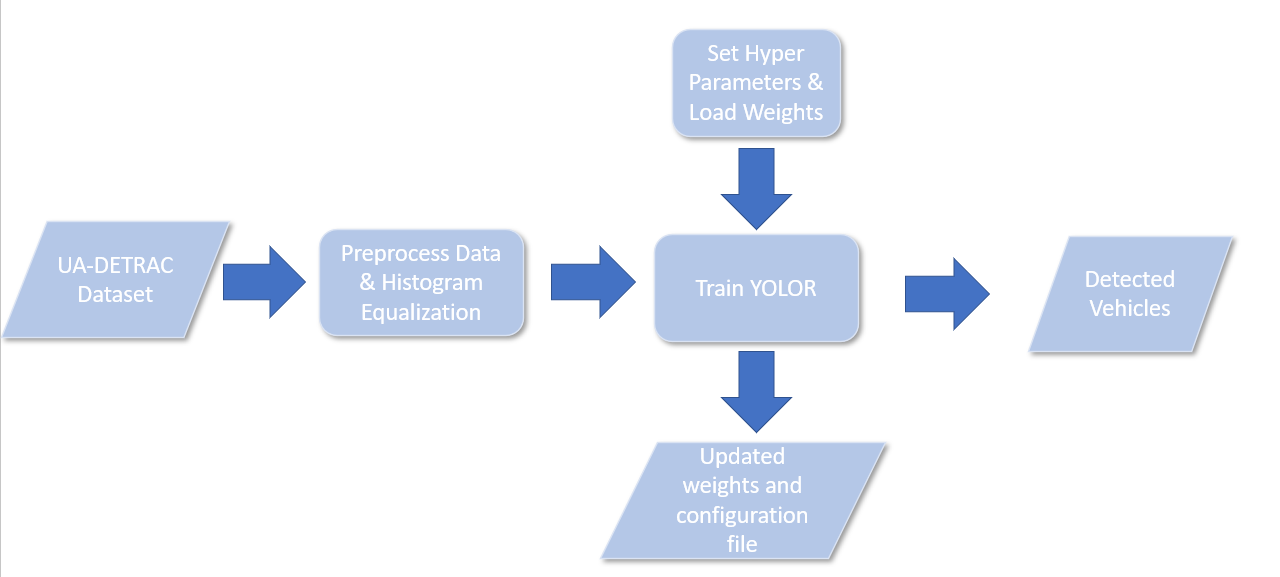 Set Hyper
Parameters &
Load Weights
UA-DETRAC
Dataset
Preprocess Data
& Histogram
Equalization
Train YOLOR
Detected
Vehicles
Updated
weights and
configuration
file